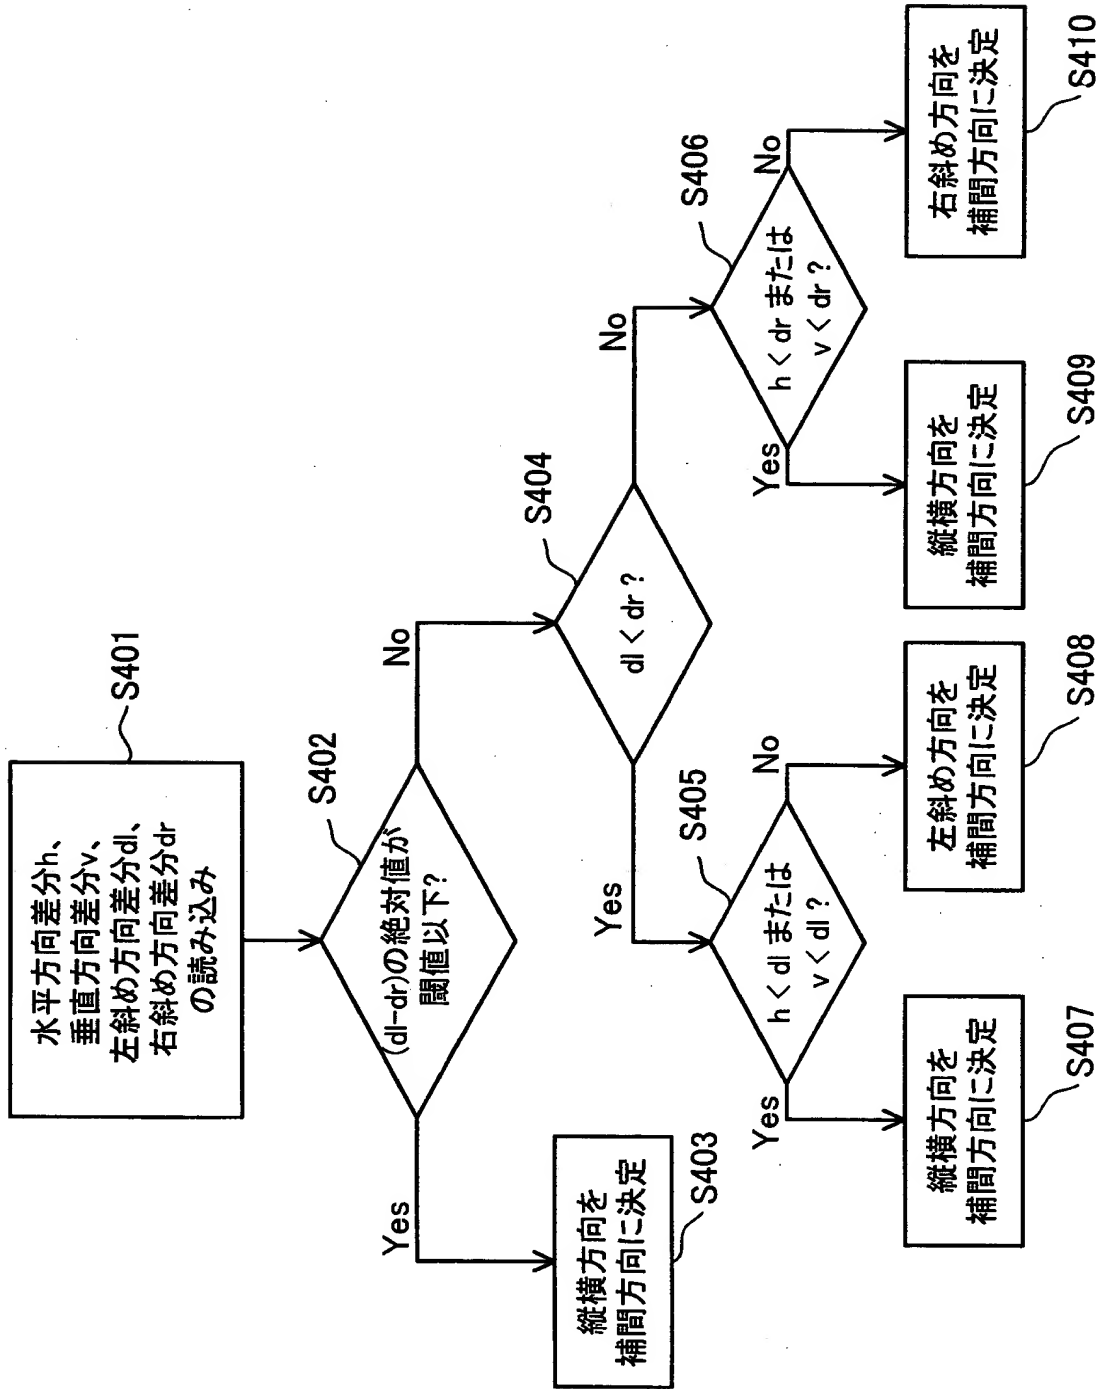 水平方向差分h、
垂直方向差分v、
左斜め方向差分dl、
右斜め方向差分dr
の読み込み
S401
(dl-dr)の絶対値が
閾値以下?
S402
Yes
No
縦横方向を
補間方向に決定
S403
dl < dr ?
S404
Yes
No
h < dl または
v < dl ?
S405
Yes
No
h < dr または
v < dr ?
S406
Yes
No
縦横方向を
補間方向に決定
S407
左斜め方向を
補間方向に決定
S408
縦横方向を
補間方向に決定
S409
右斜め方向を
補間方向に決定
S410